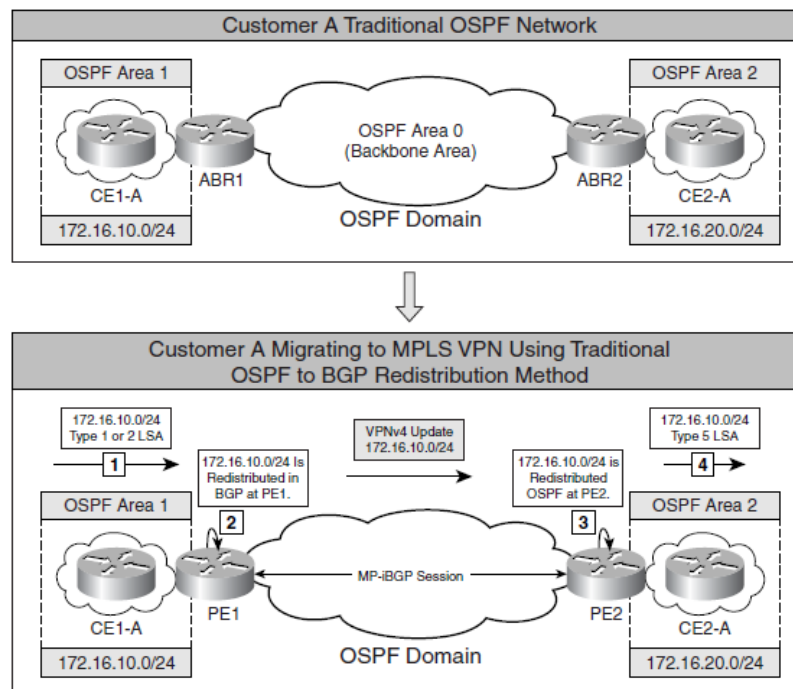 Customer A Traditional OSPF Network
OSPF Area 1
OSPF Area 2
OSPF Area 0
(Backbone Area)
CE1-A
ABR1
ABR2
CE2-A
OSPF Domain
172.16.10.0/24
172.16.20.0/24
Customer A Migrating to MPLS VPN Using Traditional
OSPF to BGP Redistribution Method
172.16.10.0/24
Type 1 or 2 LSA
1
172.16.10.0/24 Is
Redistributed in
BGP at PE1.
2
VPNv4 Update
172.16.10.0/24
172.16.10.0/24 is
Redistributed
OSPF at PE2.
3
172.16.10.0/24
Type 5 LSA
4
OSPF Area 1
OSPF Area 2
MP-iBGP Session
CE1-A
PE1
PE2
CE2-A
OSPF Domain
172.16.10.0/24
172.16.20.0/24